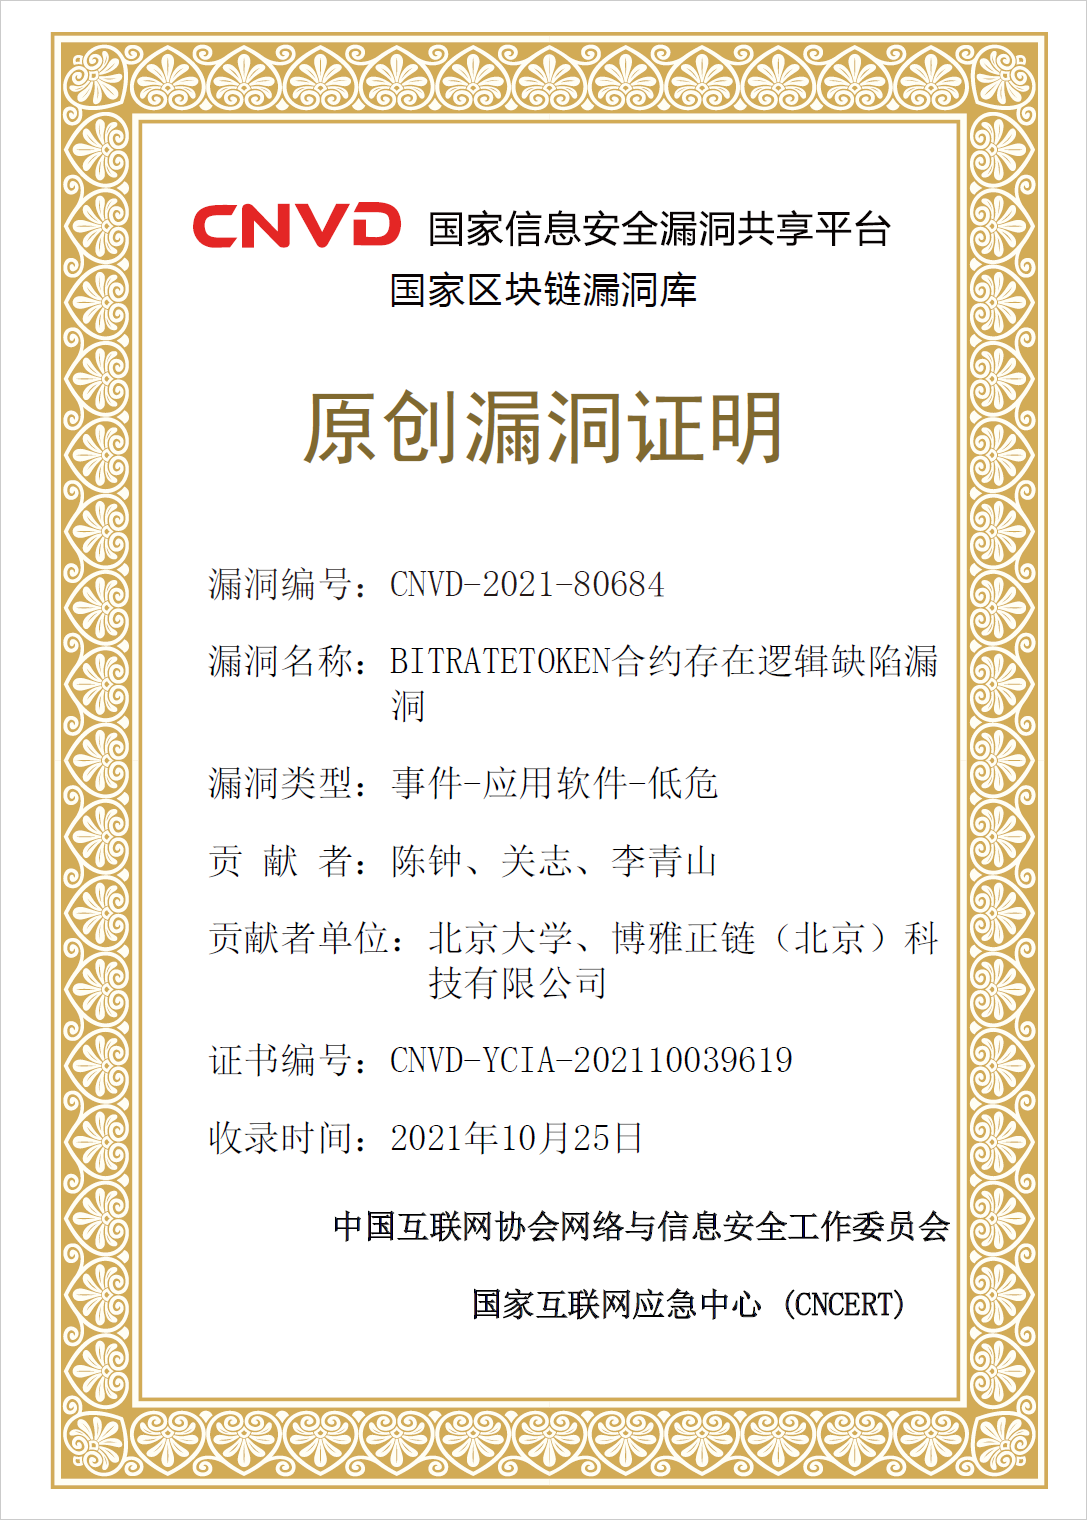 CNVD 国家信息安全漏洞共享平台
国家区块链漏洞库
原创漏洞证明
漏洞编号：CNVD-2021-80684
漏洞名称：BITRATETOKEN合约存在逻辑缺陷漏
洞
漏洞类型：事件-应用软件-低危
贡 献 者：陈钟、关志、李青山
贡献者单位：北京大学、博雅正链（北京）科
技有限公司
证书编号：CNVD-YCIA-202110039619
收录时间：2021年10月25日
中国互联网协会网络与信息安全工作委员会
国家互联网应急中心 (CNCERT)